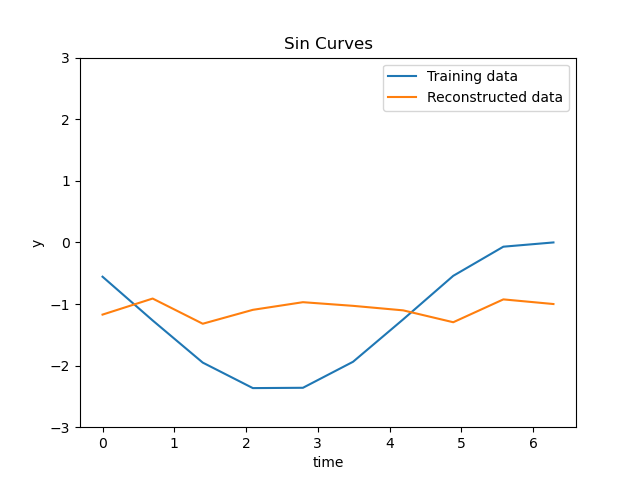 Sin Curves
Training data
Reconstructed data
3
2
1
0
−1
−2
−3
y
0 1 2 3 4 5 6
time